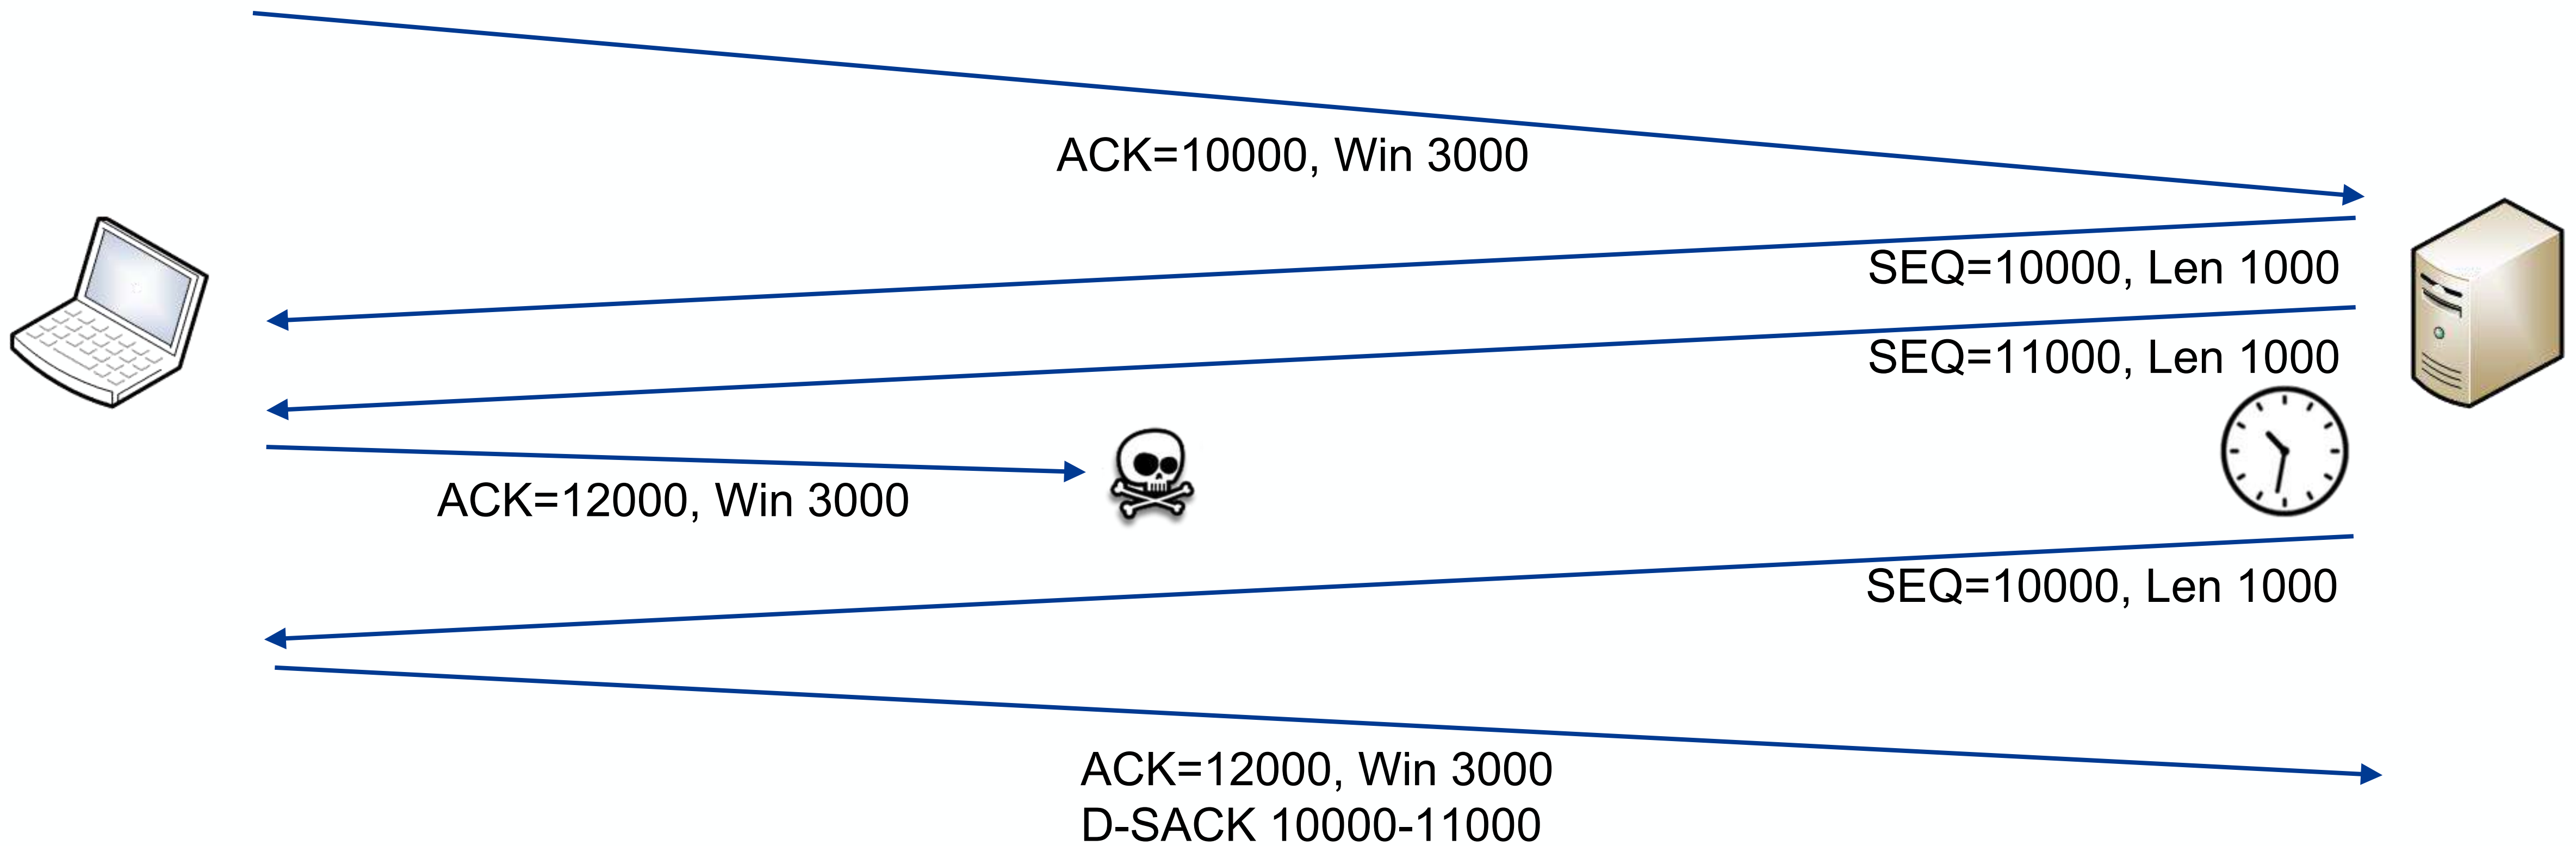 ACK=10000, Win 3000
SEQ=10000, Len 1000
SEQ=11000, Len 1000
ACK=12000, Win 3000
SEQ=10000, Len 1000
ACK=12000, Win 3000
D-SACK 10000-11000